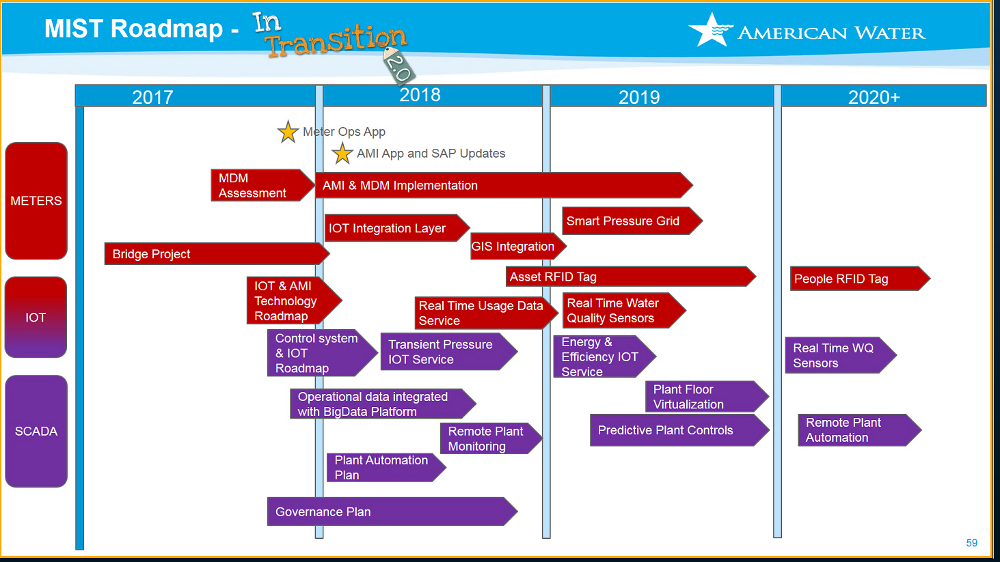 MIST Roadmap -
In
Transition
2.0
AMERICAN WATER
2017
2018
2019
2020+
Meter Ops App
AMI App and SAP Updates
METERS
MDM
Assessment
AMI & MDM Implementation
IOT Integration Layer
Smart Pressure Grid
GIS Integration
Bridge Project
IOT
Asset RFID Tag
People RFID Tag
IOT & AMI
Technology
Roadmap
Real Time Usage Data
Service
Real Time Water
Quality Sensors
Control system
& IOT
Roadmap
Transient Pressure
IOT Service
Energy &
Efficiency IOT
Service
Real Time WQ
Sensors
SCADA
Operational data integrated
with BigData Platform
Plant Floor
Virtualization
Remote Plant
Monitoring
Predictive Plant Controls
Remote Plant
Automation
Plant Automation
Plan
Governance Plan
59